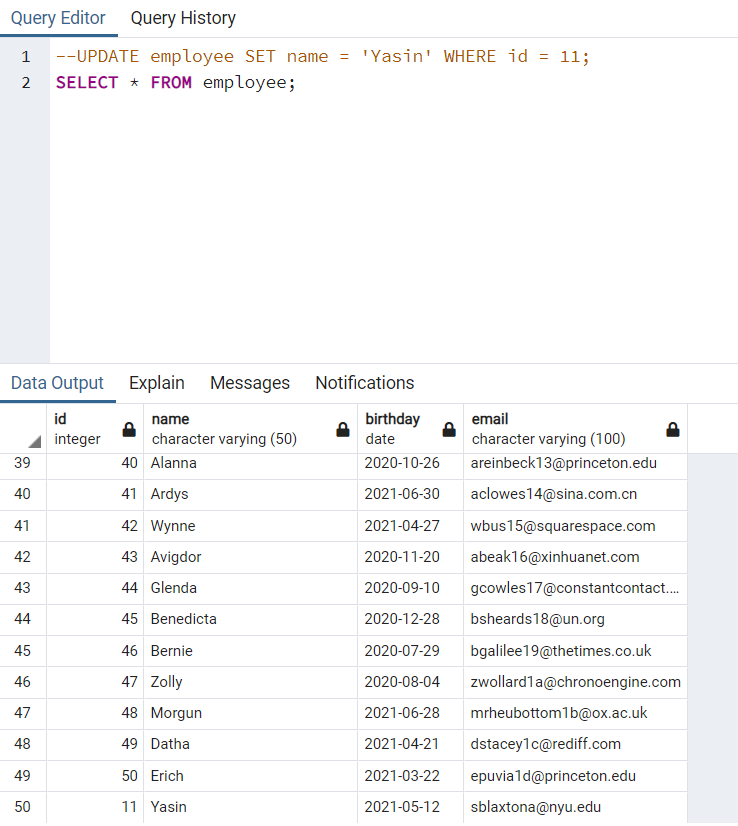 Query Editor Query History
1 --UPDATE employee SET name = 'Yasin' WHERE id = 11;
2 SELECT * FROM employee;
Data Output Explain Messages Notifications
id name birthday email
integer character varying (50) date character varying (100)
39 40 Alanna 2020-10-26 areinbeck13@princeton.edu
40 41 Ardys 2021-06-30 aclowes14@sina.com.cn
41 42 Wynne 2021-04-27 wbus15@squarespace.com
42 43 Avigdor 2020-11-20 abeak16@xinhuanet.com
43 44 Glenda 2020-09-10 gcowles17@constantcontact....
44 45 Benedicta 2020-12-28 bsheards18@un.org
45 46 Bernie 2020-07-29 bgalilee19@thetimes.co.uk
46 47 Zolly 2020-08-04 zwollard1a@chronoengine.com
47 48 Morgun 2021-06-28 mrheubottom1b@ox.ac.uk
48 49 Datha 2021-04-21 dstacey1c@rediff.com
49 50 Erich 2021-03-22 epuvia1d@princeton.edu
50 11 Yasin 2021-05-12 sblaxtona@nyu.edu